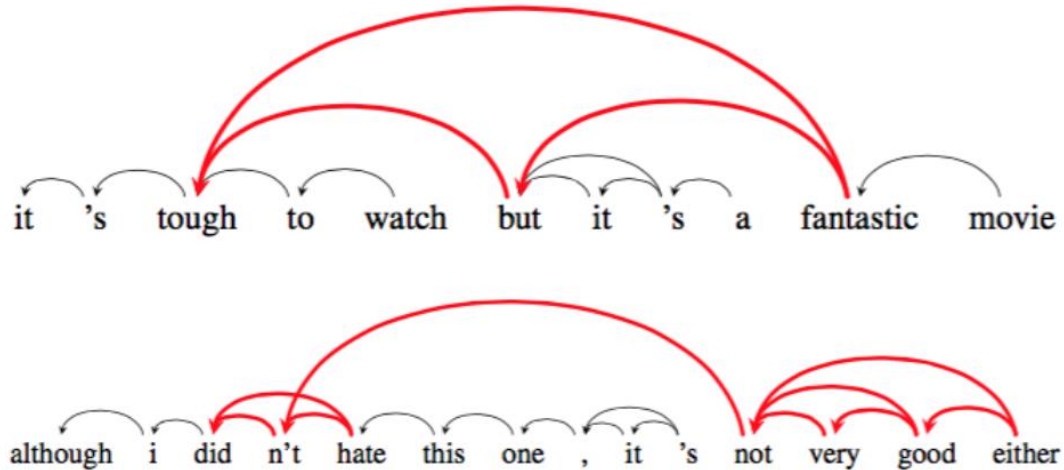 it 's tough to watch but it 's a fantastic movie
although i did n't hate this one , it 's not very good either